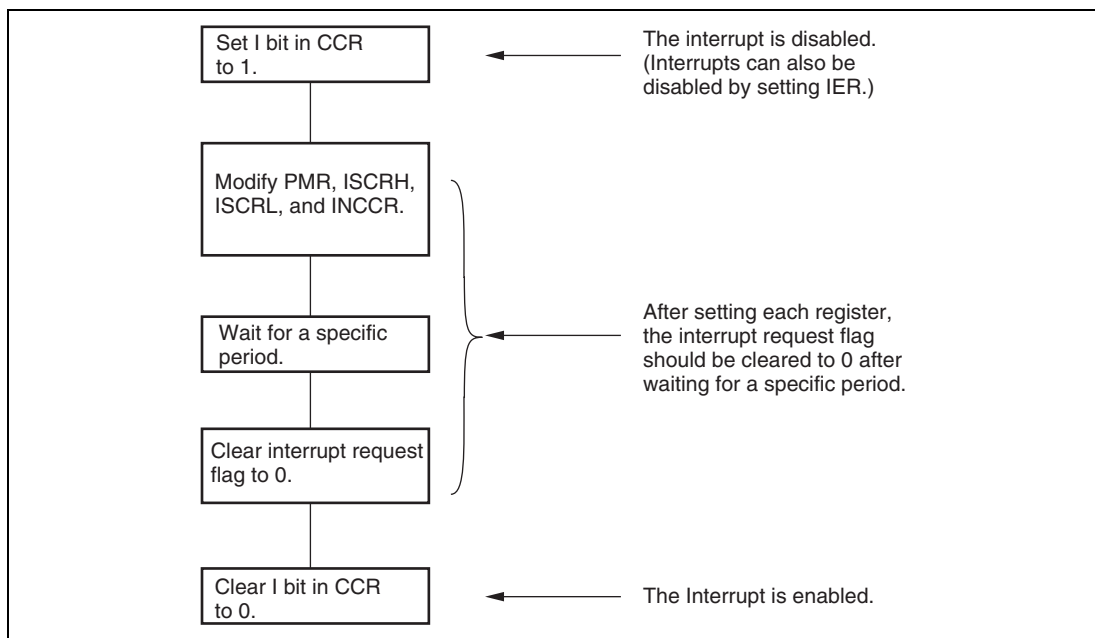 Set I bit in CCR
to 1.
The interrupt is disabled.
(Interrupts can also be
disabled by setting IER.)
Modify PMR, ISCRH,
ISCRL, and INCCR.
Wait for a specific
period.
After setting each register,
the interrupt request flag
should be cleared to 0 after
waiting for a specific period.
Clear interrupt request
flag to 0.
Clear I bit in CCR
to 0.
The Interrupt is enabled.